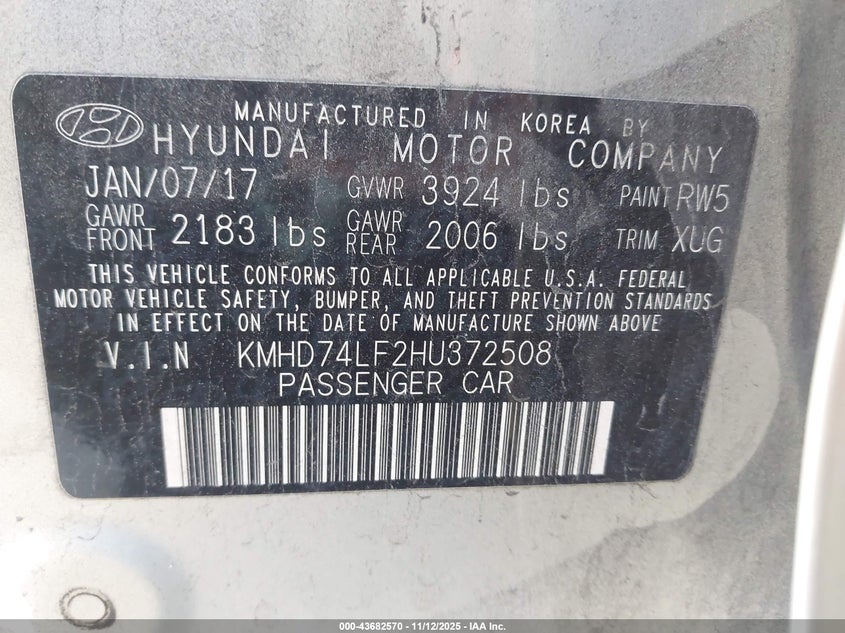 MANUFACTURED IN KOREA BY
HYUNDAI MOTOR COMPANY
JAN/07/17 GVWR 3924 lbs PAINT RW5
GAWR FRONT 2183 lbs GAWR REAR 2006 lbs TRIM XUG
THIS VEHICLE CONFORMS TO ALL APPLICABLE U.S.A. FEDERAL
MOTOR VEHICLE SAFETY, BUMPER, AND THEFT PREVENTION STANDARDS
IN EFFECT ON THE DATE OF MANUFACTURE SHOWN ABOVE
V.I.N KMHD74LF2HU372508
PASSENGER CAR
000-43682570 - 11/12/2025 - IAA Inc.